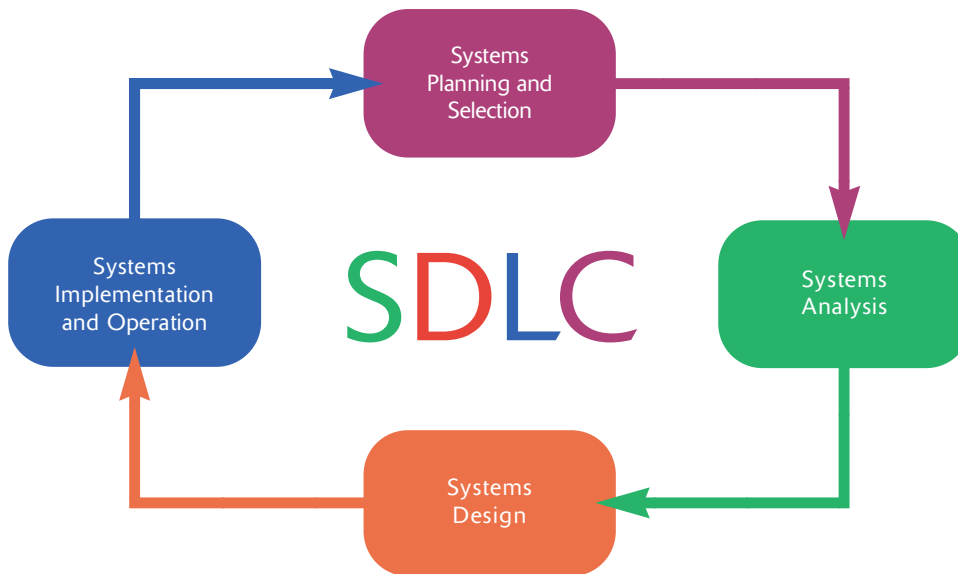 Systems
Planning and
Selection
Systems
Implementation
and Operation
SDLC
Systems
Analysis
Systems
Design